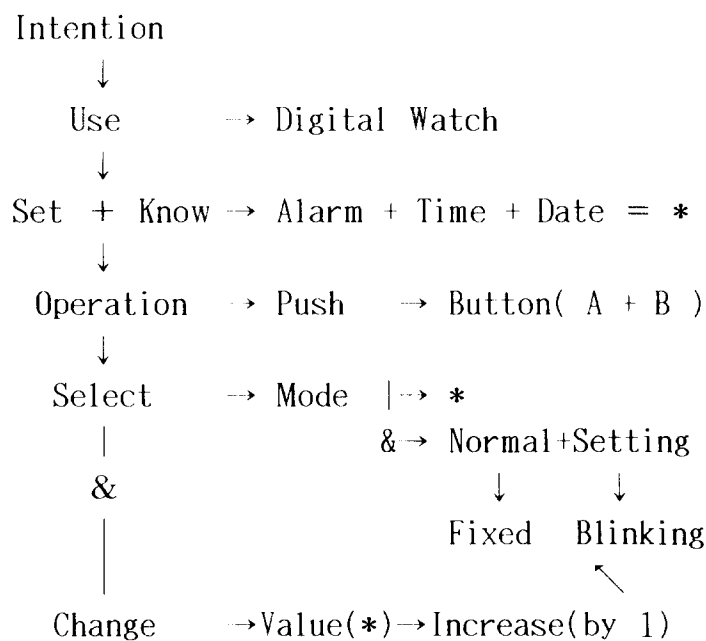 Intention
↓
Use → Digital Watch
↓
Set + Know → Alarm + Time + Date = *
↓
Operation → Push → Button( A + B )
↓
Select → Mode |→ *
| &→ Normal+Setting
& ↓ ↓
| Fixed Blinking
↖
Change →Value(*)→Increase(by 1)